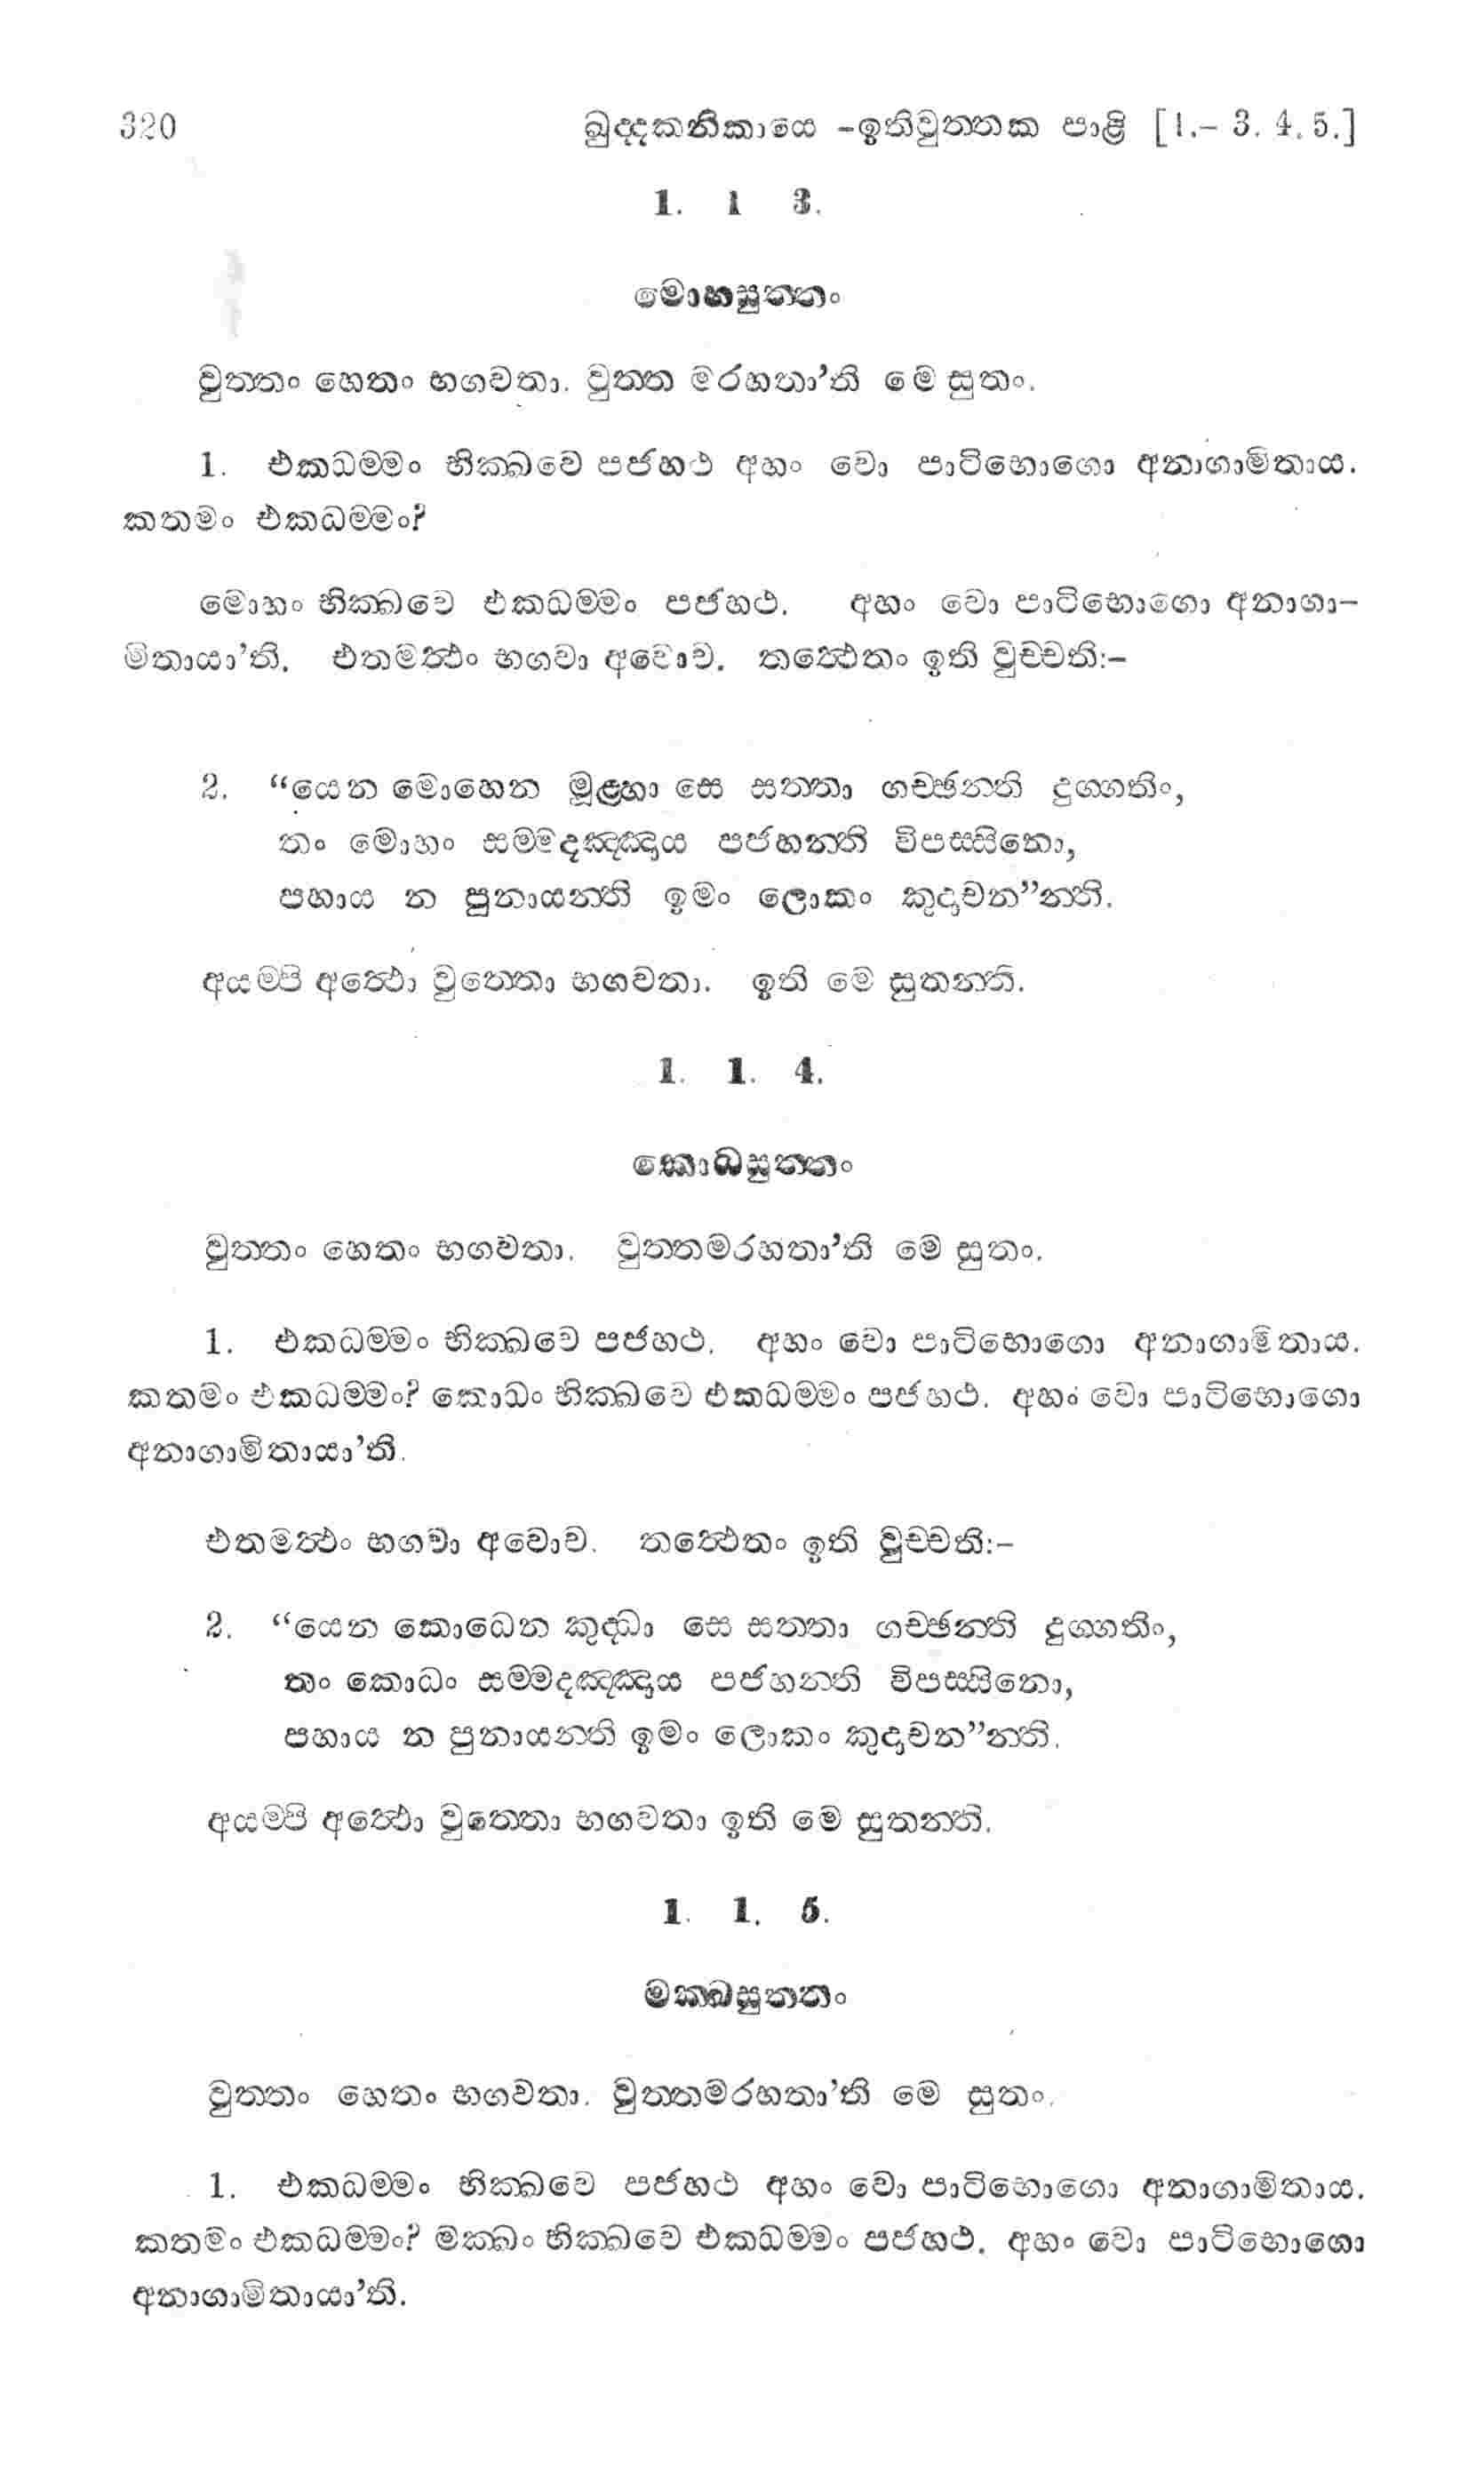 320 ඛුද්දකනිකායෙ -ඉතිවුත්තක පාළි [1.- 3. 4. 5.]
1. 1 3.
මොහසුත්තං
වුත්තං හෙතං භගවතා. වුත්ත මරහතා’ති මෙ සුතං.
1. එකධම්මං භික්ඛවෙ පජහථ අහං වො පාටිභොගො අනාගාමිතාය.
කතමං එකධම්මං?
මොහං භික්ඛවෙ එකධම්මං පජහථ. අහං වො පාටිභොගො අනාගා-
මිතායා’ති. එතමත්ථං භගවා අවොච. තත්ථෙතං ඉති වුච්චති:-
2. “යෙන මොහෙන මූළ්හා සෙ සත්තා ගච්ඡන්ති දුග්ගතිං,
තං මොහං සම්මදඤ්ඤාය පජහන්ති විපස්සිනො,
පහාය න පුනායන්ති ඉමං ලොකං කුදාචන”න්ති.
අයම්පි අත්ථො වුත්තො භගවතා. ඉති මෙ සුතන්ති.
1. 1. 4.
කොධසුත්තං
වුත්තං හෙතං භගවතා. වුත්තමරහතා’ති මෙ සුතං.
1. එකධම්මං භික්ඛවෙ පජහථ. අහං වො පාටිභොගො අනාගාමිතාය.
කතමං එකධම්මං? කොධං භික්ඛවෙ එකධම්මං පජහථ. අහං වො පාටිභොගො
අනාගාමිතායා’ති.
එතමත්ථං භගවා අවොච. තත්ථෙතං ඉති වුච්චති:-
2. “යෙන කොධෙන කුද්ධා සෙ සත්තා ගච්ඡන්ති දුග්ගතිං,
තං කොධං සම්මදඤ්ඤාය පජහන්ති විපස්සිනො,
පහාය න පුනායන්ති ඉමං ලොකං කුදාචන”න්ති.
අයම්පි අත්ථො වුත්තො භගවතා ඉති මෙ සුතන්ති.
1. 1. 5.
මක්ඛසුත්තං
වුත්තං හෙතං භගවතා. වුත්තමරහතා’ති මෙ සුතං.
1. එකධම්මං භික්ඛවෙ පජහථ අහං වො පාටිභොගො අනාගාමිතාය.
කතමං එකධම්මං? මක්ඛං භික්ඛවෙ එකධම්මං පජහථ. අහං වො පාටිභොගො
අනාගාමිතායා’ති.